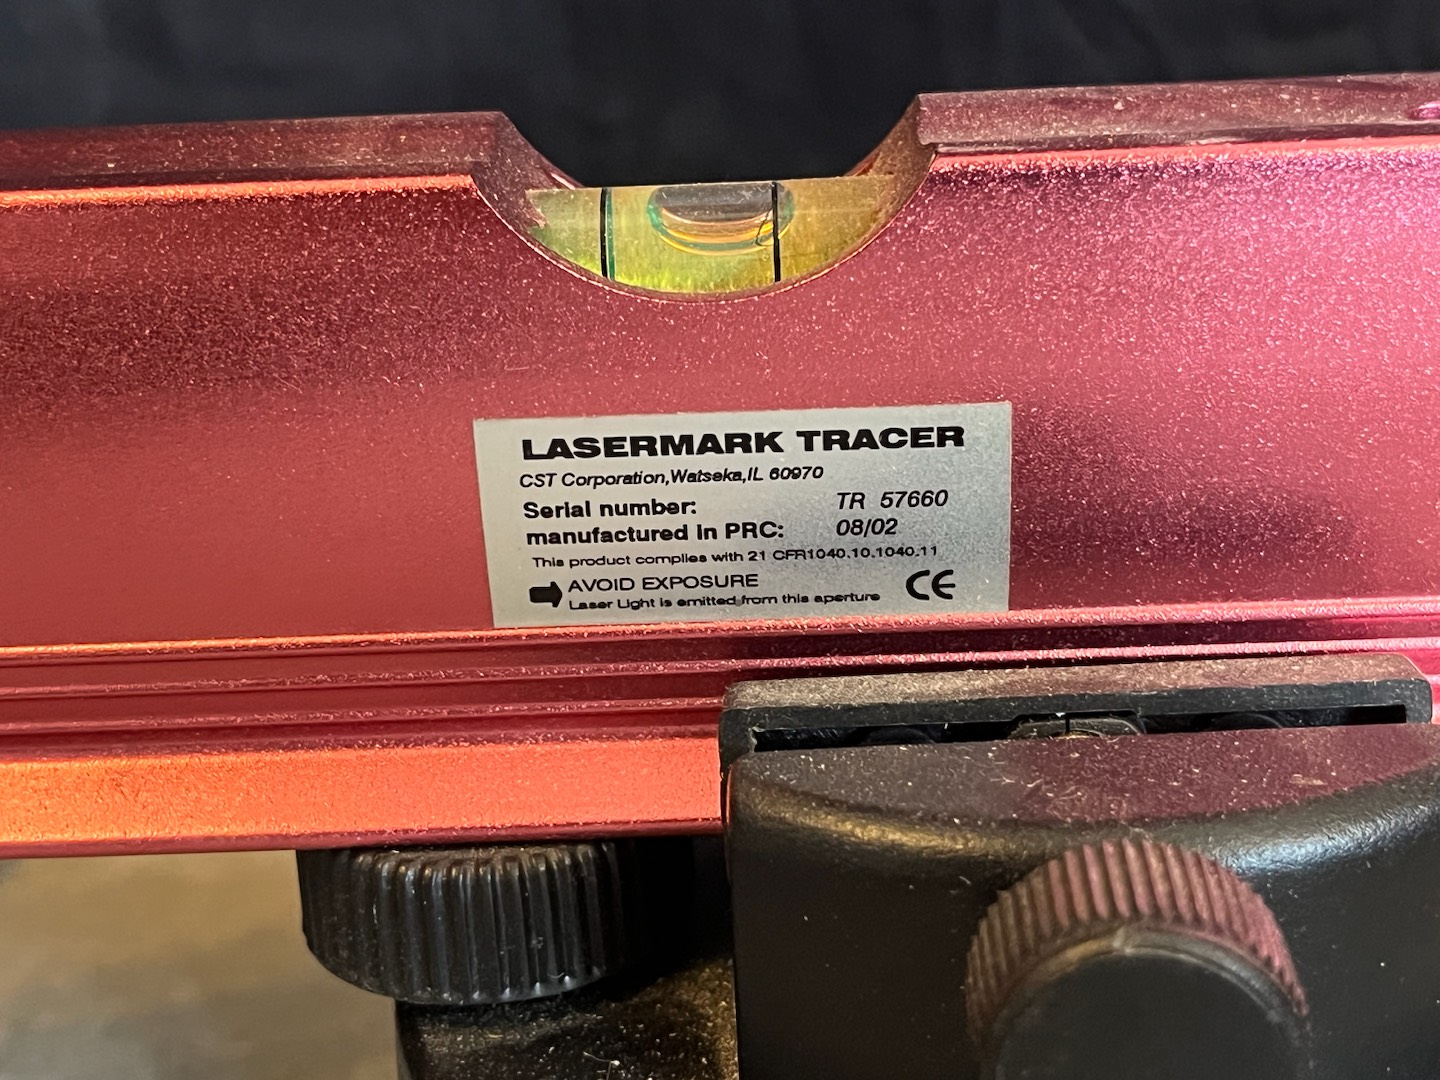 LASERMARK TRACER
CST Corporation,Watseka,IL 60970
Serial number: TR 57660
manufactured in PRC: 08/02
This product complies with 21 CFR1040.10.1040.11
AVOID EXPOSURE
Laser Light is emitted from this aperture
CE